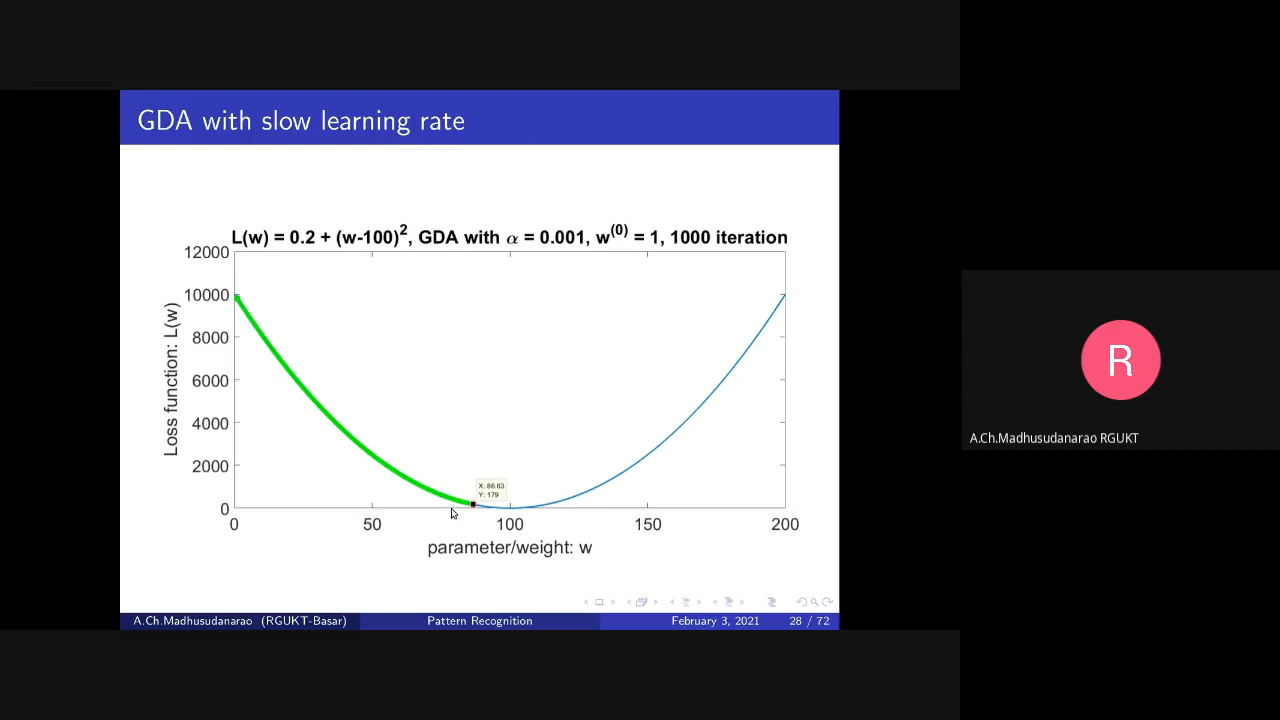 GDA with slow learning rate
L(w) = 0.2 + (w-100)², GDA with α = 0.001, w⁽⁰⁾ = 1, 1000 iteration
12000
10000
8000
6000
4000
2000
0
Loss function: L(w)
X: 86.63
Y: 179
0 50 100 150 200
parameter/weight: w
A.Ch.Madhusudanarao (RGUKT-Basar) Pattern Recognition February 3, 2021 28 / 72
R
A.Ch.Madhusudanarao RGUKT